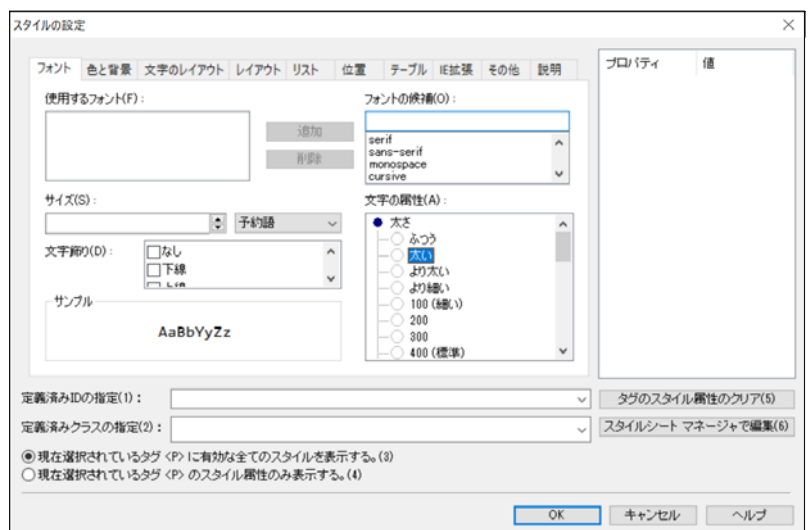 スタイルの設定
フォント 色と背景 文字のレイアウト レイアウト リスト 位置 テーブル IE拡張 その他 説明
使用するフォント(F):
追加
削除
フォントの候補(O):
serif
sans-serif
monospace
cursive
サイズ(S):
予約語
文字飾り(D):
なし
下線
上線
サンプル
AaBbYyZz
文字の属性(A):
太さ
ふつう
太い
より太い
より細い
100 (細い)
200
300
400 (標準)
プロパティ 値
定義済みIDの指定(1):
定義済みクラスの指定(2):
タグのスタイル属性のクリア(5)
スタイルシート マネージャで編集(6)
現在選択されているタグ <P> に有効な全てのスタイルを表示する。(3)
現在選択されているタグ <P> のスタイル属性のみ表示する。(4)
OK キャンセル ヘルプ